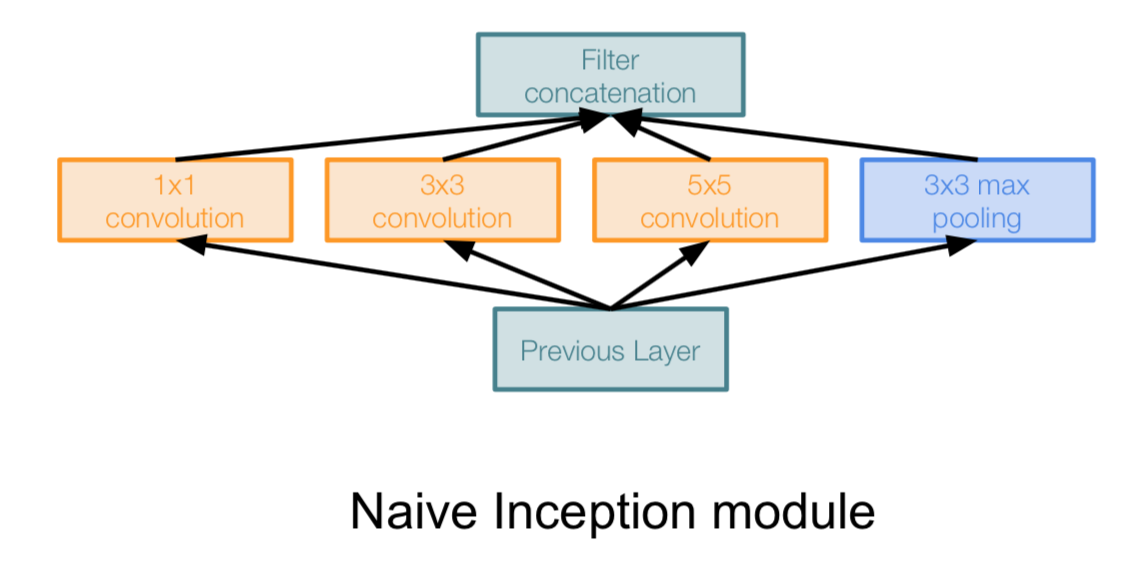 Filter
concatenation
1x1
convolution
3x3
convolution
5x5
convolution
3x3 max
pooling
Previous Layer
Naive Inception module